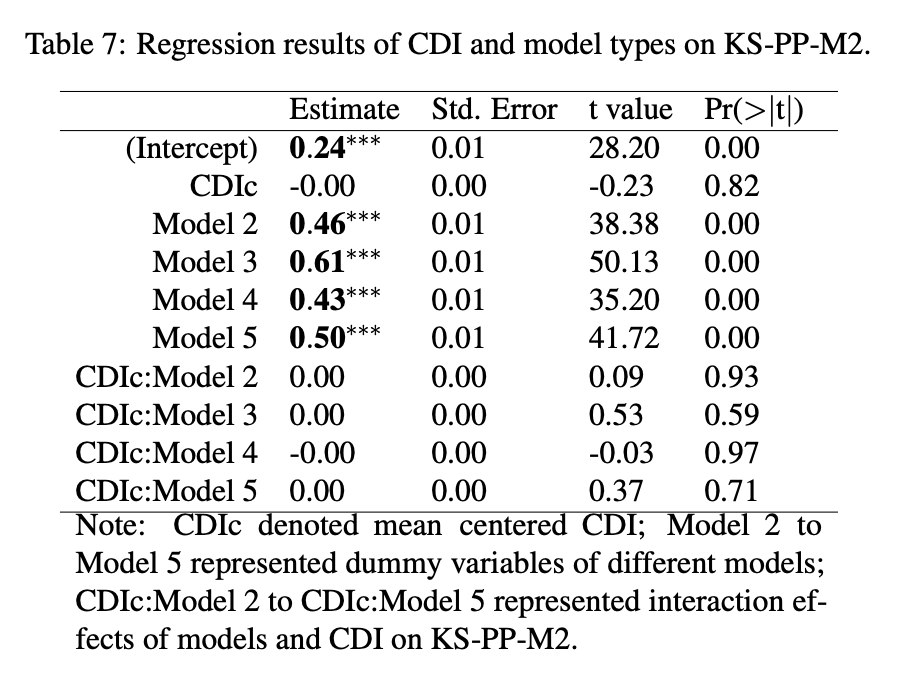 Table 7: Regression results of CDI and model types on KS-PP-M2.
Estimate Std. Error t value Pr(>|t|)
(Intercept) 0.24*** 0.01 28.20 0.00
CDIc -0.00 0.00 -0.23 0.82
Model 2 0.46*** 0.01 38.38 0.00
Model 3 0.61*** 0.01 50.13 0.00
Model 4 0.43*** 0.01 35.20 0.00
Model 5 0.50*** 0.01 41.72 0.00
CDIc:Model 2 0.00 0.00 0.09 0.93
CDIc:Model 3 0.00 0.00 0.53 0.59
CDIc:Model 4 -0.00 0.00 -0.03 0.97
CDIc:Model 5 0.00 0.00 0.37 0.71
Note: CDIc denoted mean centered CDI; Model 2 to
Model 5 represented dummy variables of different models;
CDIc:Model 2 to CDIc:Model 5 represented interaction ef-
fects of models and CDI on KS-PP-M2.